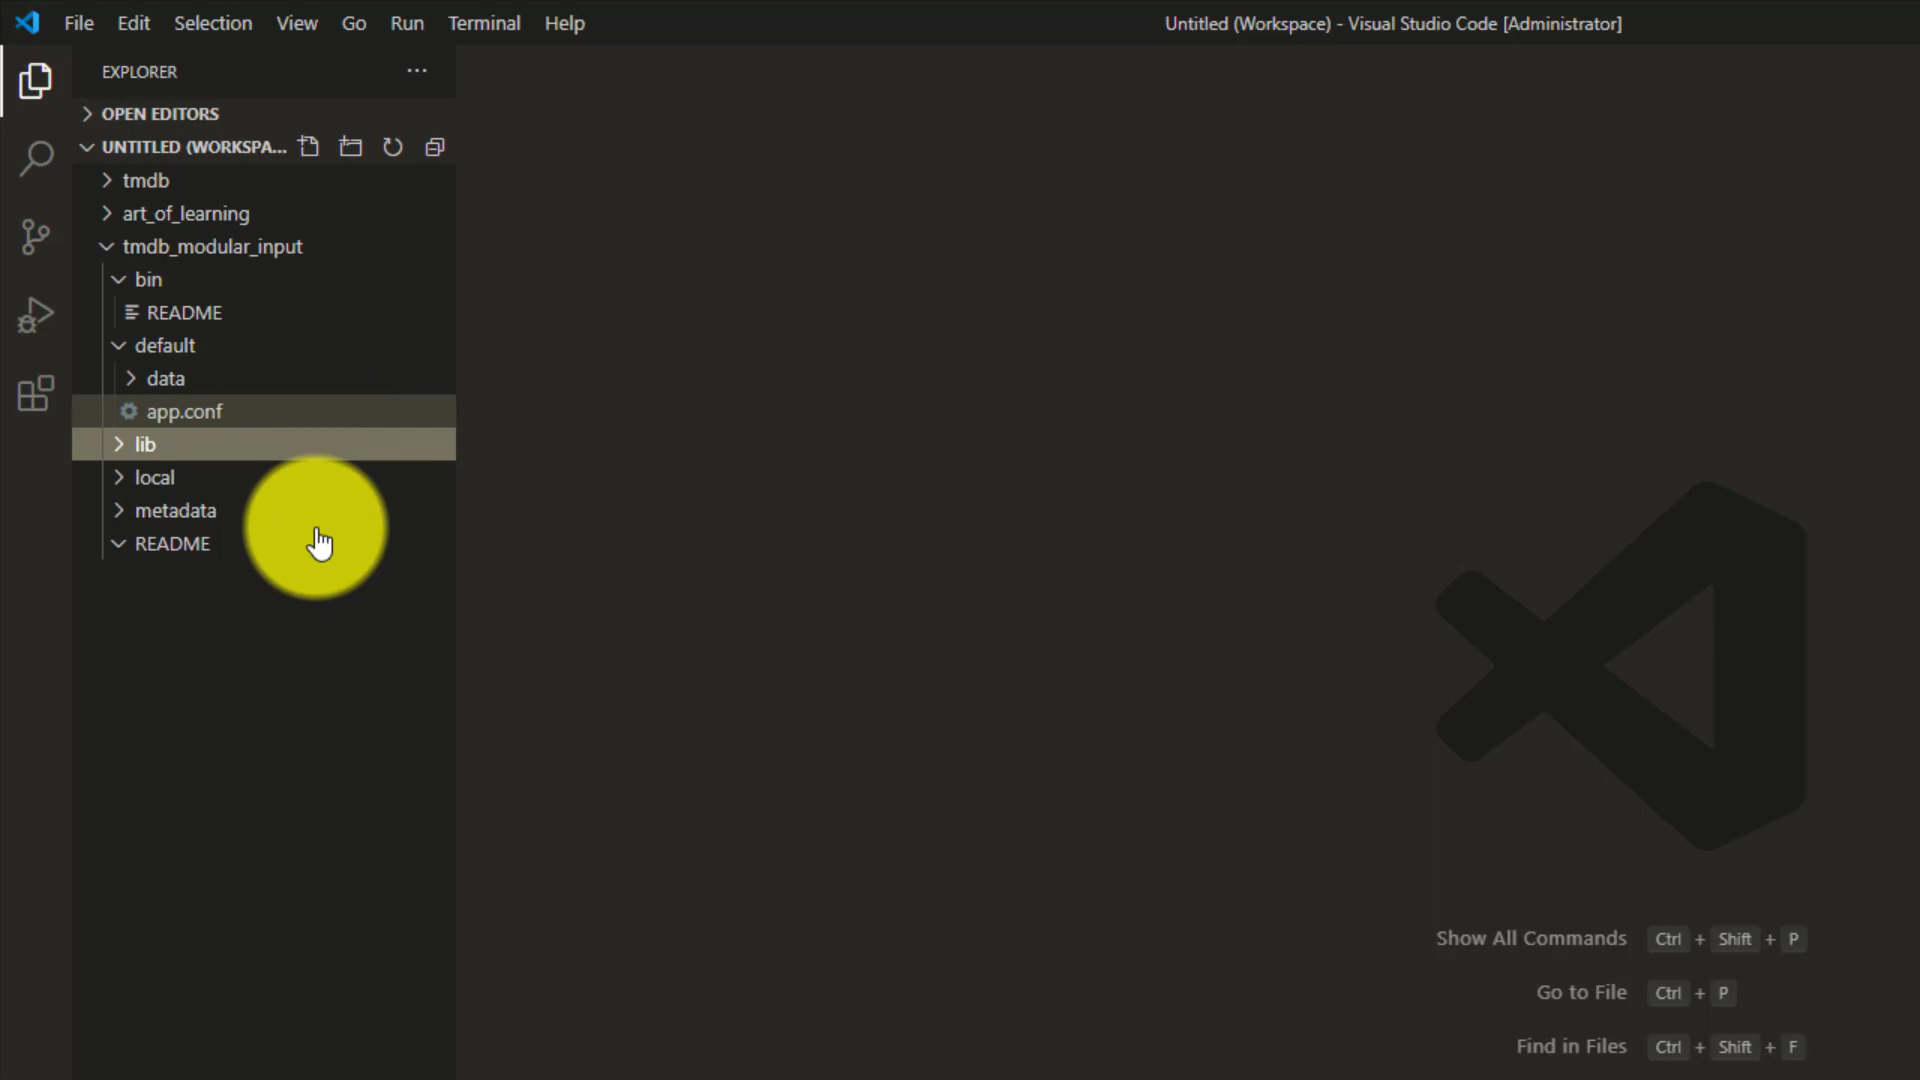 File Edit Selection View Go Run Terminal Help
Untitled (Workspace) - Visual Studio Code [Administrator]
EXPLORER
OPEN EDITORS
UNTITLED (WORKSPA...
tmdb
art_of_learning
tmdb_modular_input
bin
README
default
data
app.conf
lib
local
metadata
README
Show All Commands Ctrl + Shift + P
Go to File Ctrl + P
Find in Files Ctrl + Shift + F